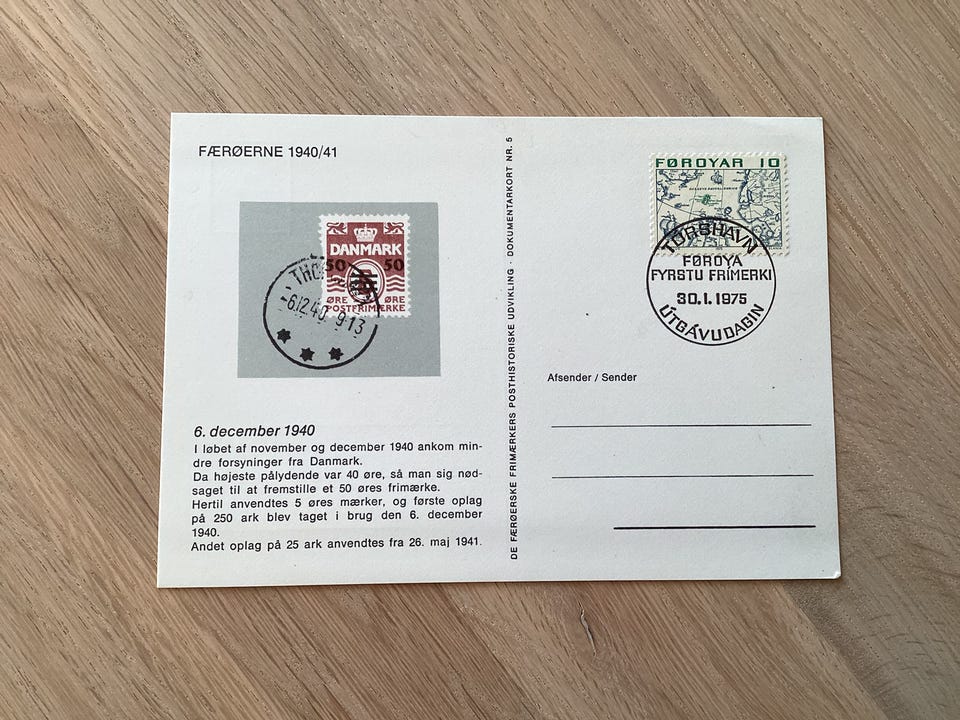 FÆRØERNE 1940/41
DANMARK
50 50
ØRE ØRE
POSTFRIMÆRKE
-6.12.40 9-13
6. december 1940
I løbet af november og december 1940 ankom min-
dre forsyninger fra Danmark.
Da højeste pålydende var 40 øre, så man sig nød-
saget til at fremstille et 50 øres frimærke.
Hertil anvendtes 5 øres mærker, og første oplag
på 250 ark blev taget i brug den 6. december
1940.
Andet oplag på 25 ark anvendtes fra 26. maj 1941.
DE FÆRØERSKE FRIMÆRKERS POSTHISTORISKE UDVIKLING · DOKUMENTARKORT NR. 5
FØROYAR 10
TÓRSHAVN
FØROYA
FYRSTU FRÍMERKI
30.1.1975
ÚTGÁVUDAGIN
Afsender / Sender